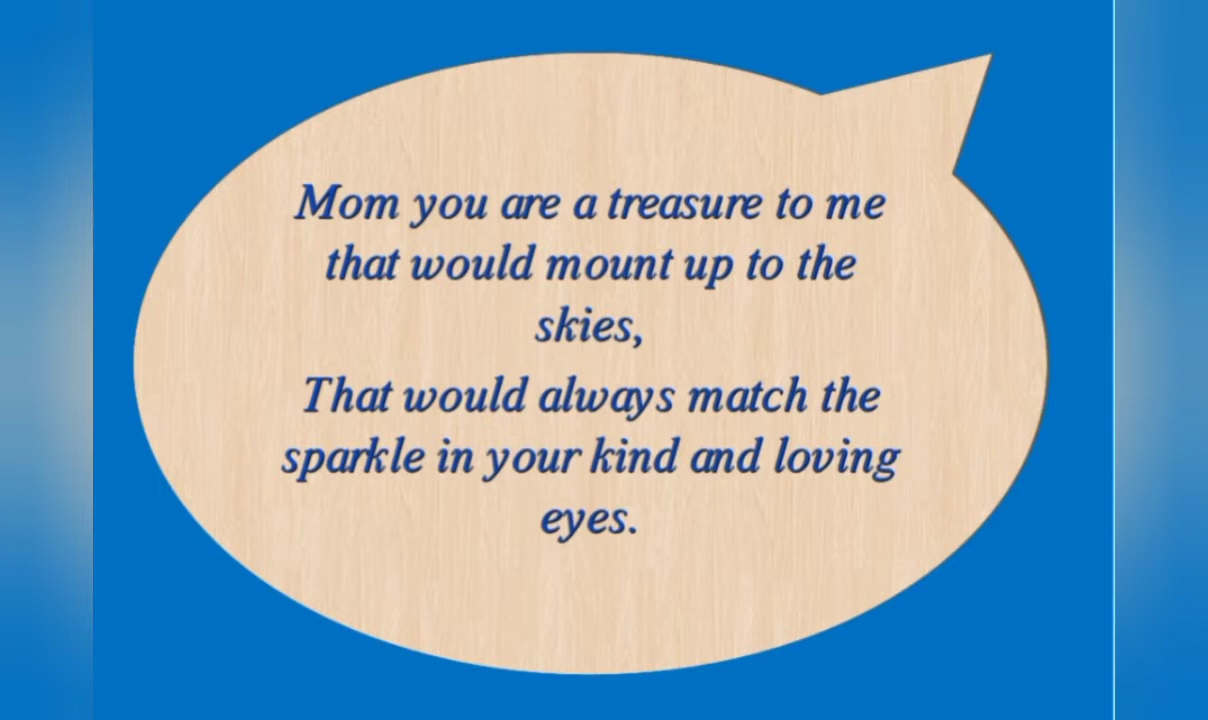 Mom you are a treasure to me
that would mount up to the
skies,
That would always match the
sparkle in your kind and loving
eyes.